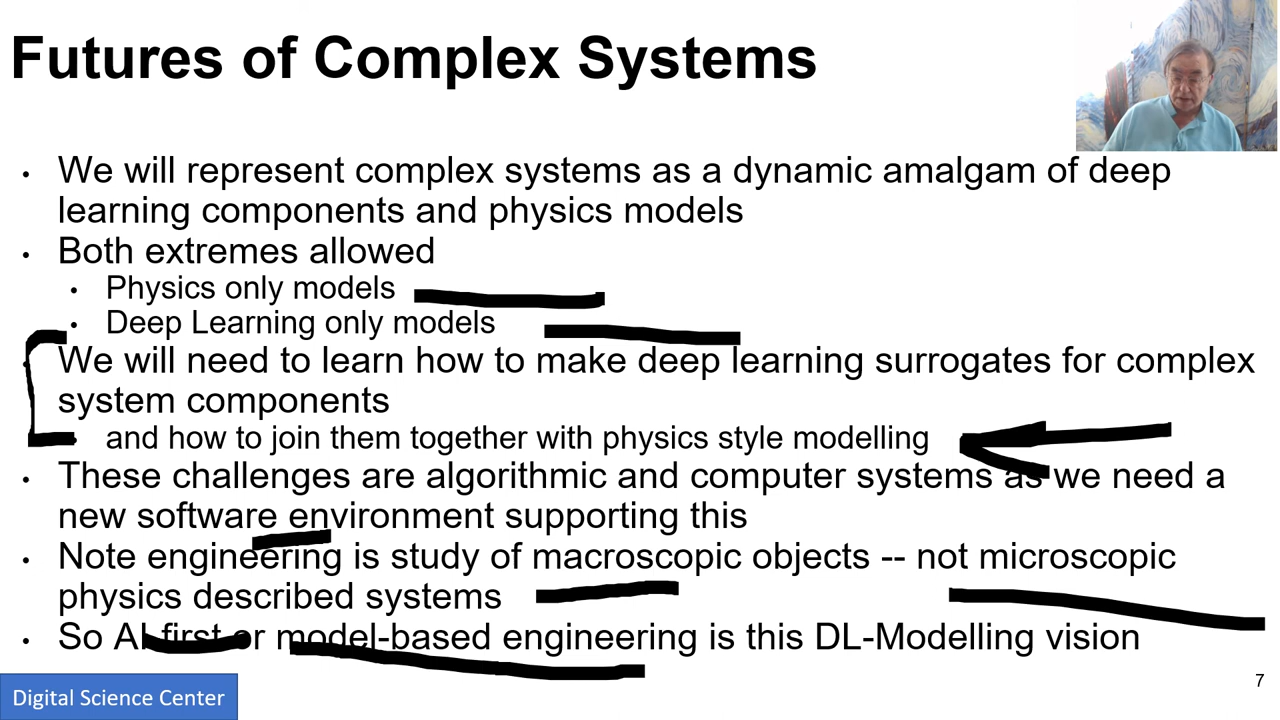 Futures of Complex Systems
• We will represent complex systems as a dynamic amalgam of deep
learning components and physics models
• Both extremes allowed
• Physics only models
• Deep Learning only models
We will need to learn how to make deep learning surrogates for complex
system components
and how to join them together with physics style modelling
• These challenges are algorithmic and computer systems as we need a
new software environment supporting this
• Note engineering is study of macroscopic objects -- not microscopic
physics described systems
• So AI first or model-based engineering is this DL-Modelling vision
Digital Science Center
7